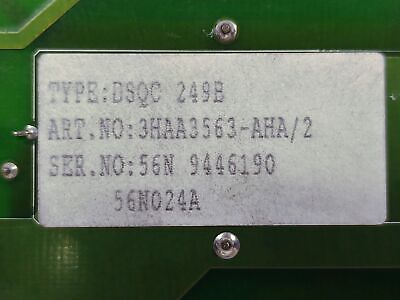 TYPE:DSQC 249B
ART.NO:3HAA3563-AHA/2
SER.NO:56N 9446190
56N024A